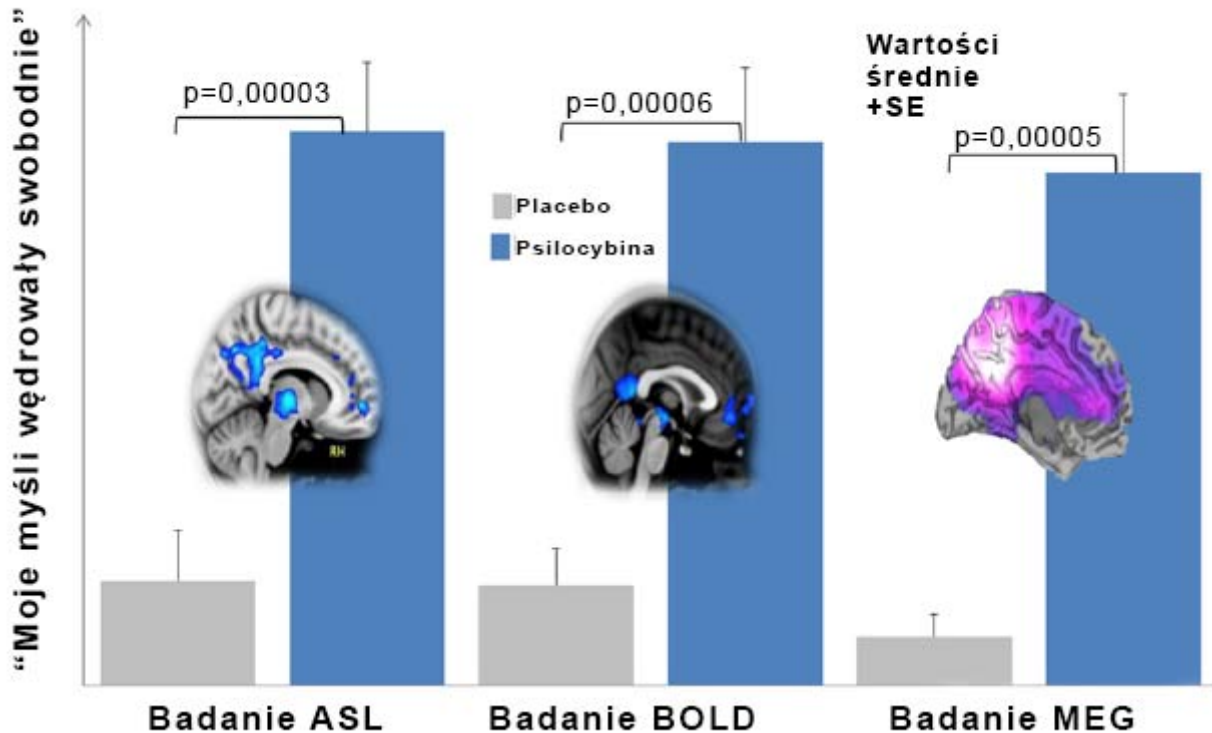 “Moje myśli wędrowały swobodnie”
p=0,00003
p=0,00006
Wartości
średnie
+SE
p=0,00005
Placebo
Psilocybina
RH
Badanie ASL
Badanie BOLD
Badanie MEG